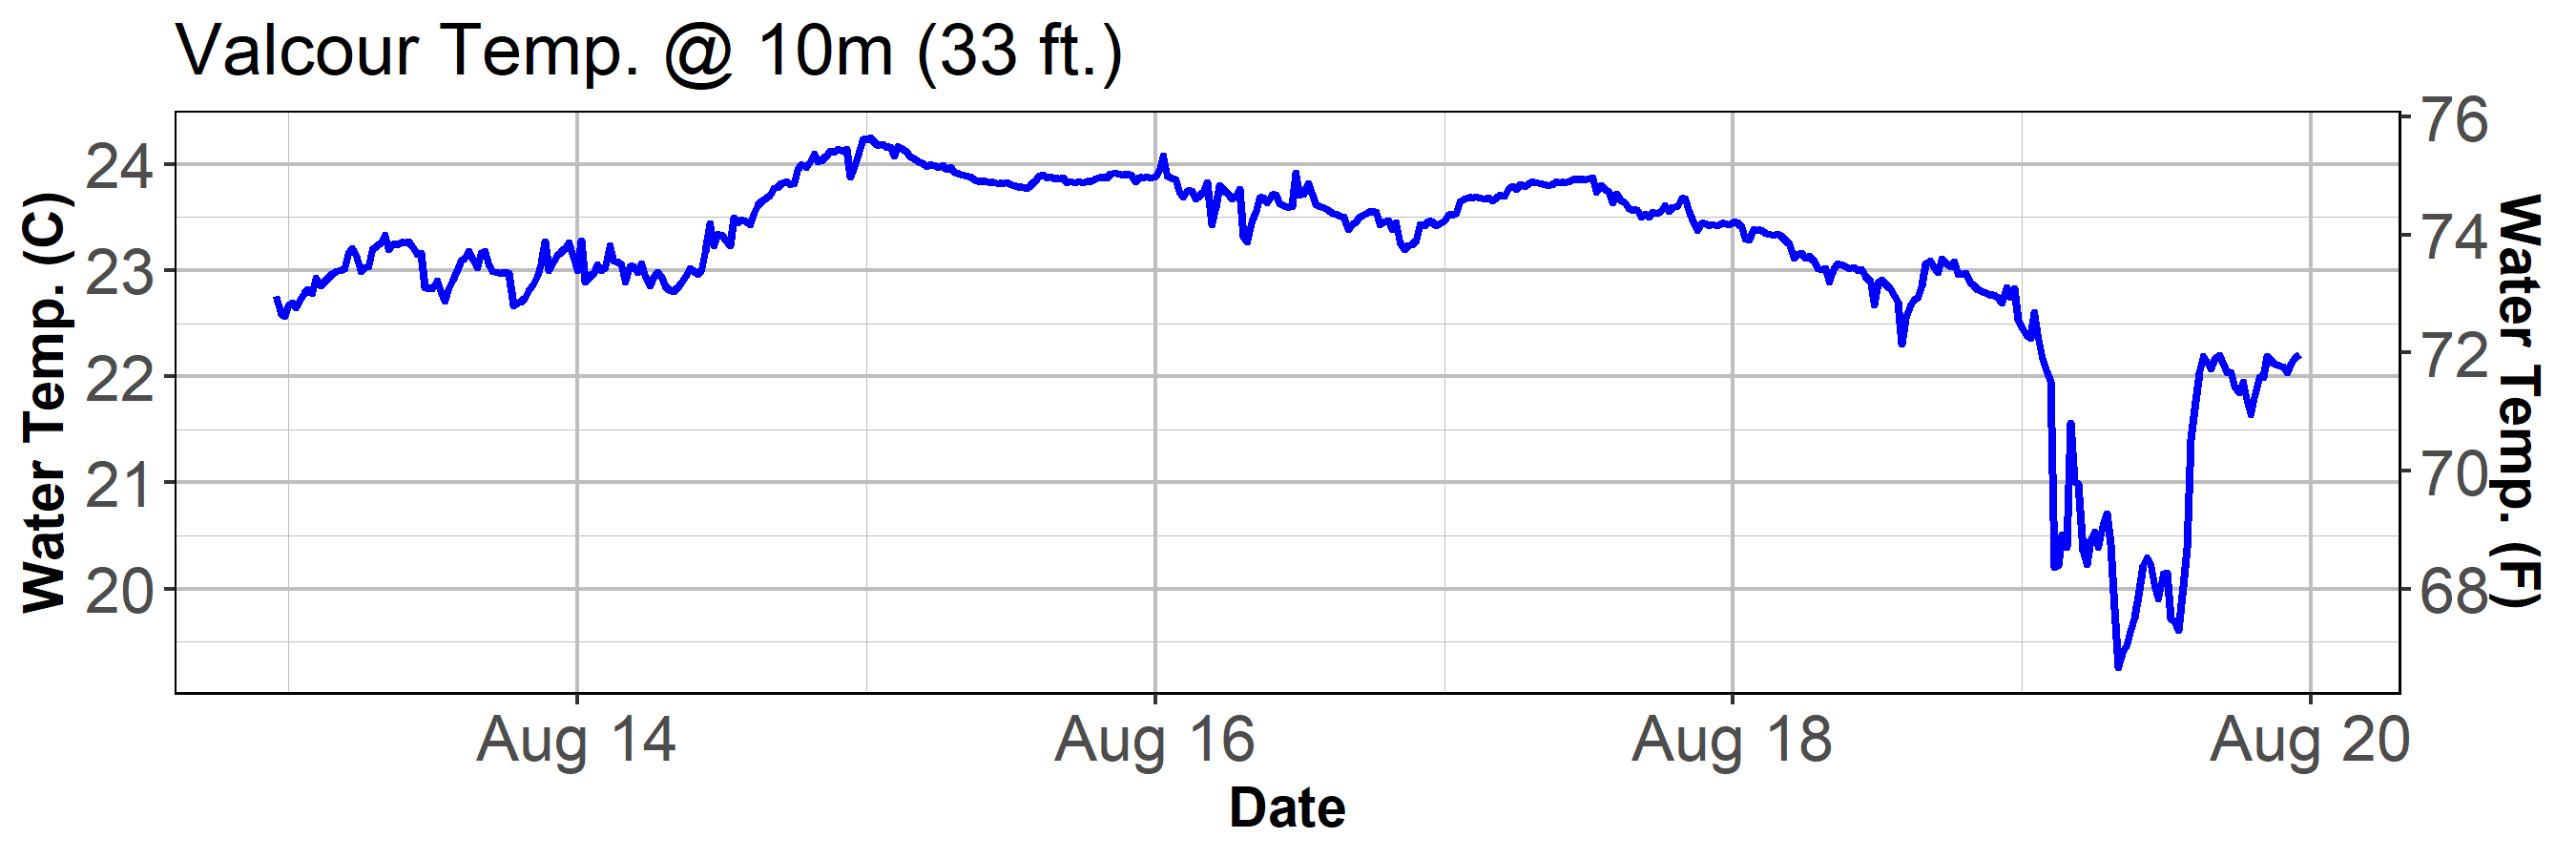 Valcour Temp. @ 10m (33 ft.)
Water Temp. (C)
24
23
22
21
20
76
74
72
70
68
Water Temp. (F)
Aug 14 Aug 16 Aug 18 Aug 20
Date